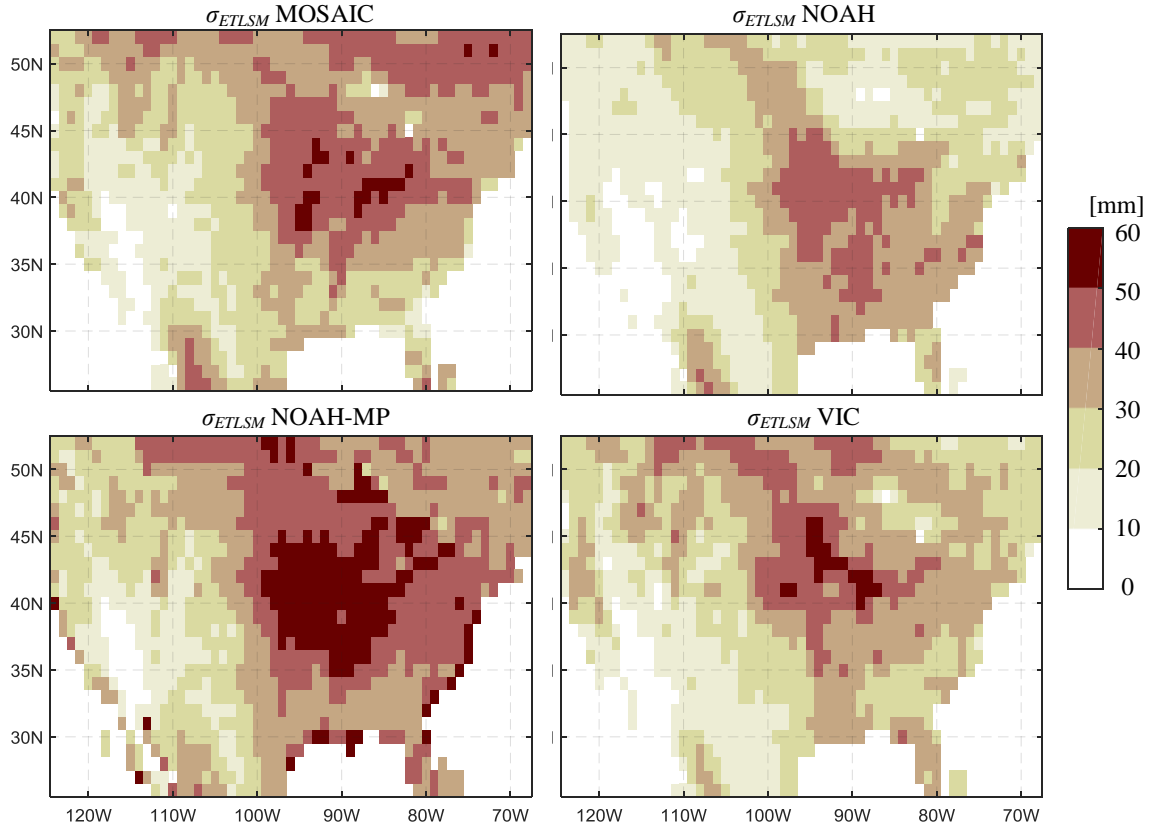 σETLSM MOSAIC
σETLSM NOAH
50N
45N
40N
35N
30N
[mm]
60
50
40
30
20
10
0
σETLSM NOAH-MP
σETLSM VIC
50N
45N
40N
35N
30N
120W 110W 100W 90W 80W 70W
120W 110W 100W 90W 80W 70W